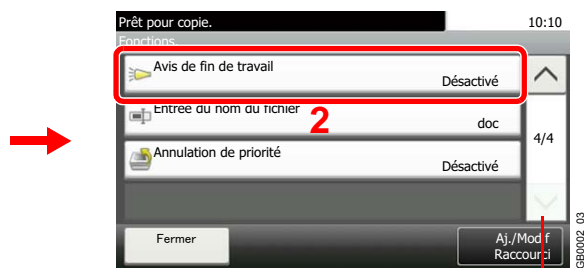 Prêt pour copie.
10:10
Fonctions
Avis de fin de travail
Désactivé
Entrée du nom du fichier
doc
2
4/4
Annulation de priorité
Désactivé
Fermer
Aj./Modif
Raccourci
GB0002_03